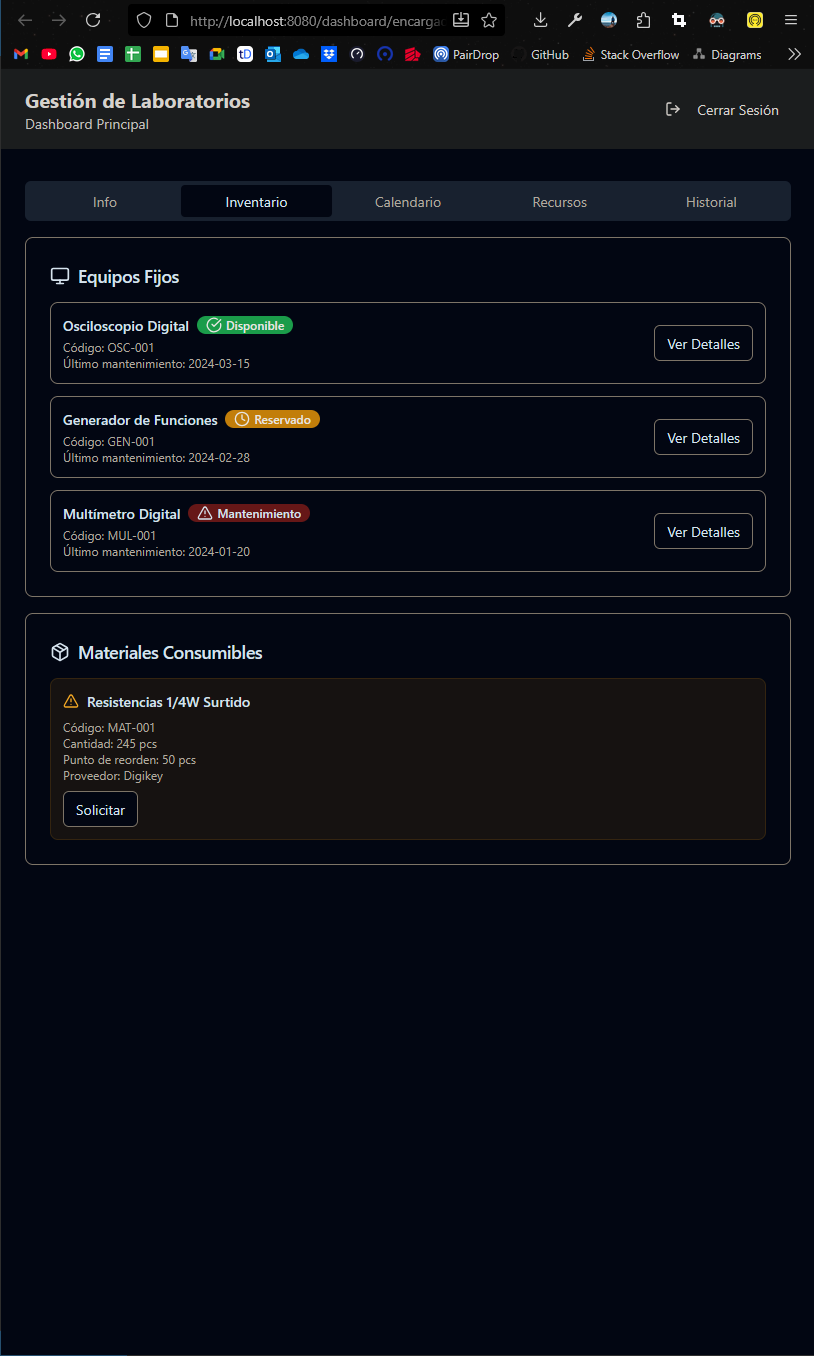 http://localhost:8080/dashboard/encarga
PairDrop
GitHub
Stack Overflow
Diagrams
Gestión de Laboratorios
Dashboard Principal
Cerrar Sesión
Info
Inventario
Calendario
Recursos
Historial
Equipos Fijos
Osciloscopio Digital Disponible
Código: OSC-001
Último mantenimiento: 2024-03-15
Ver Detalles
Generador de Funciones Reservado
Código: GEN-001
Último mantenimiento: 2024-02-28
Ver Detalles
Multímetro Digital Mantenimiento
Código: MUL-001
Último mantenimiento: 2024-01-20
Ver Detalles
Materiales Consumibles
Resistencias 1/4W Surtido
Código: MAT-001
Cantidad: 245 pcs
Punto de reorden: 50 pcs
Proveedor: Digikey
Solicitar